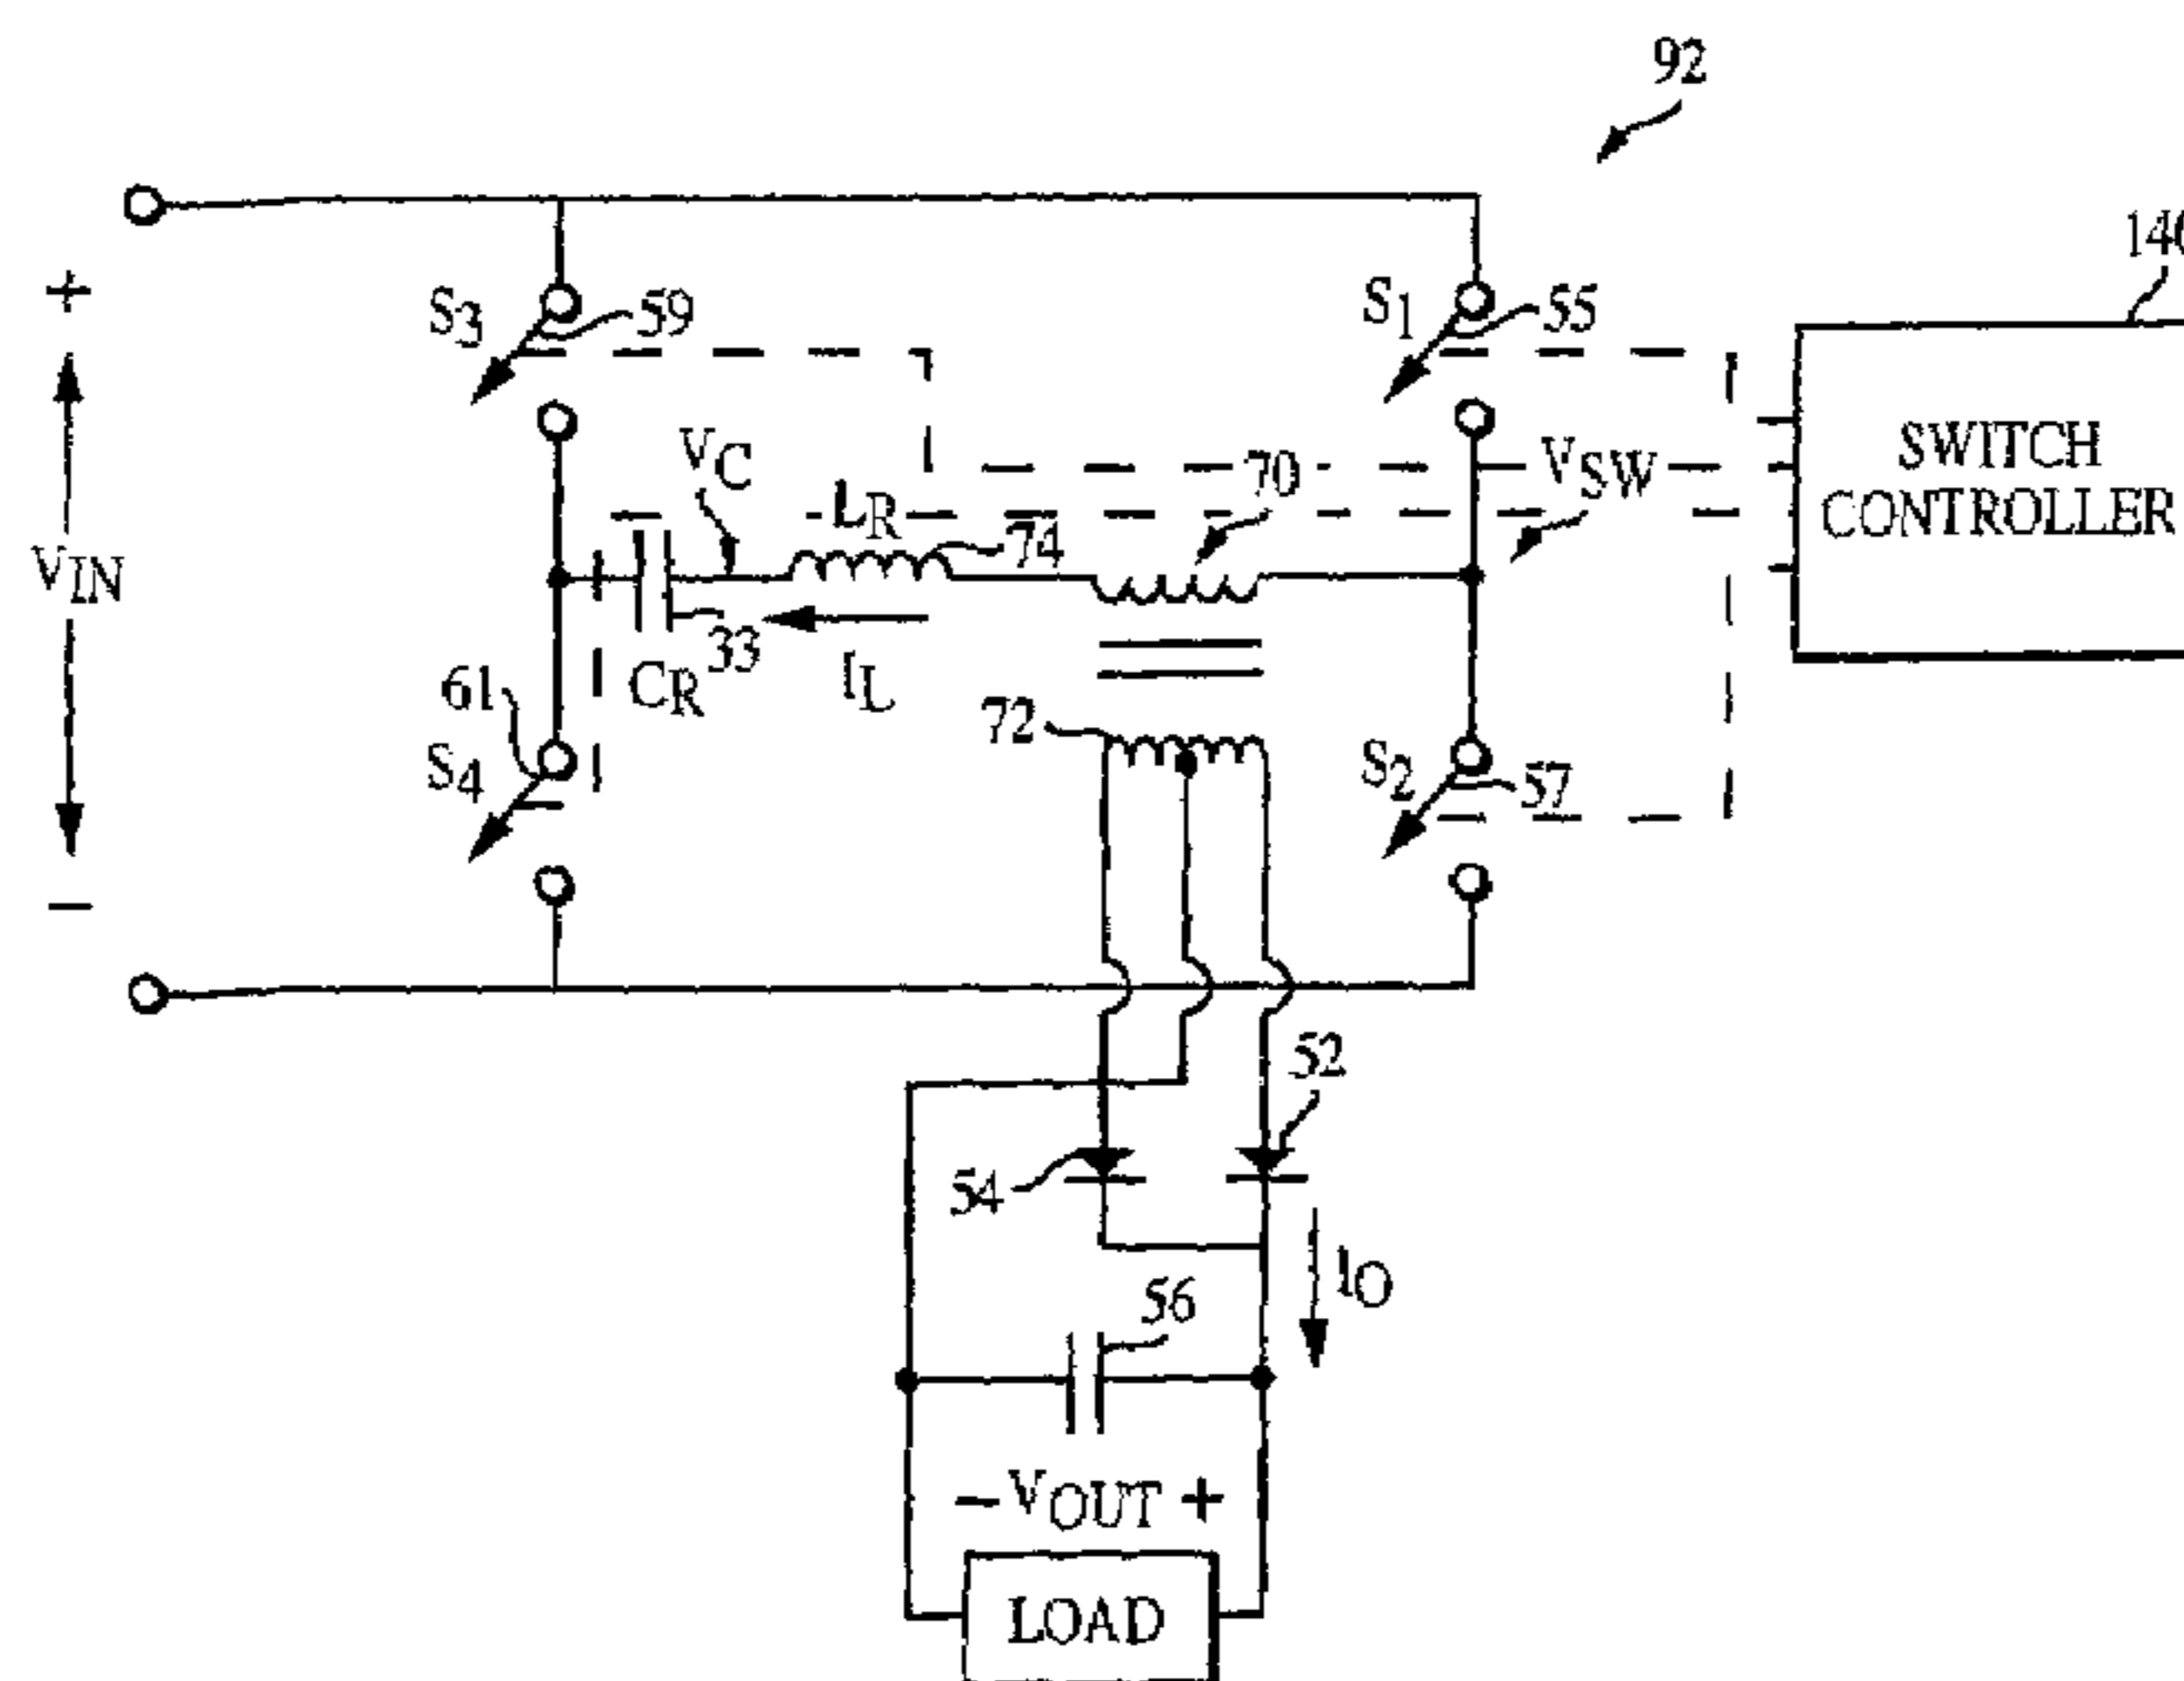 92
140
+
S3
59
S1
55
SWITCH
CONTROLLER
VC
70
VSW
LR
74
VIN
33
CR
IL
61
72
S4
S2
57
−
52
54
IO
56
− VOUT +
LOAD